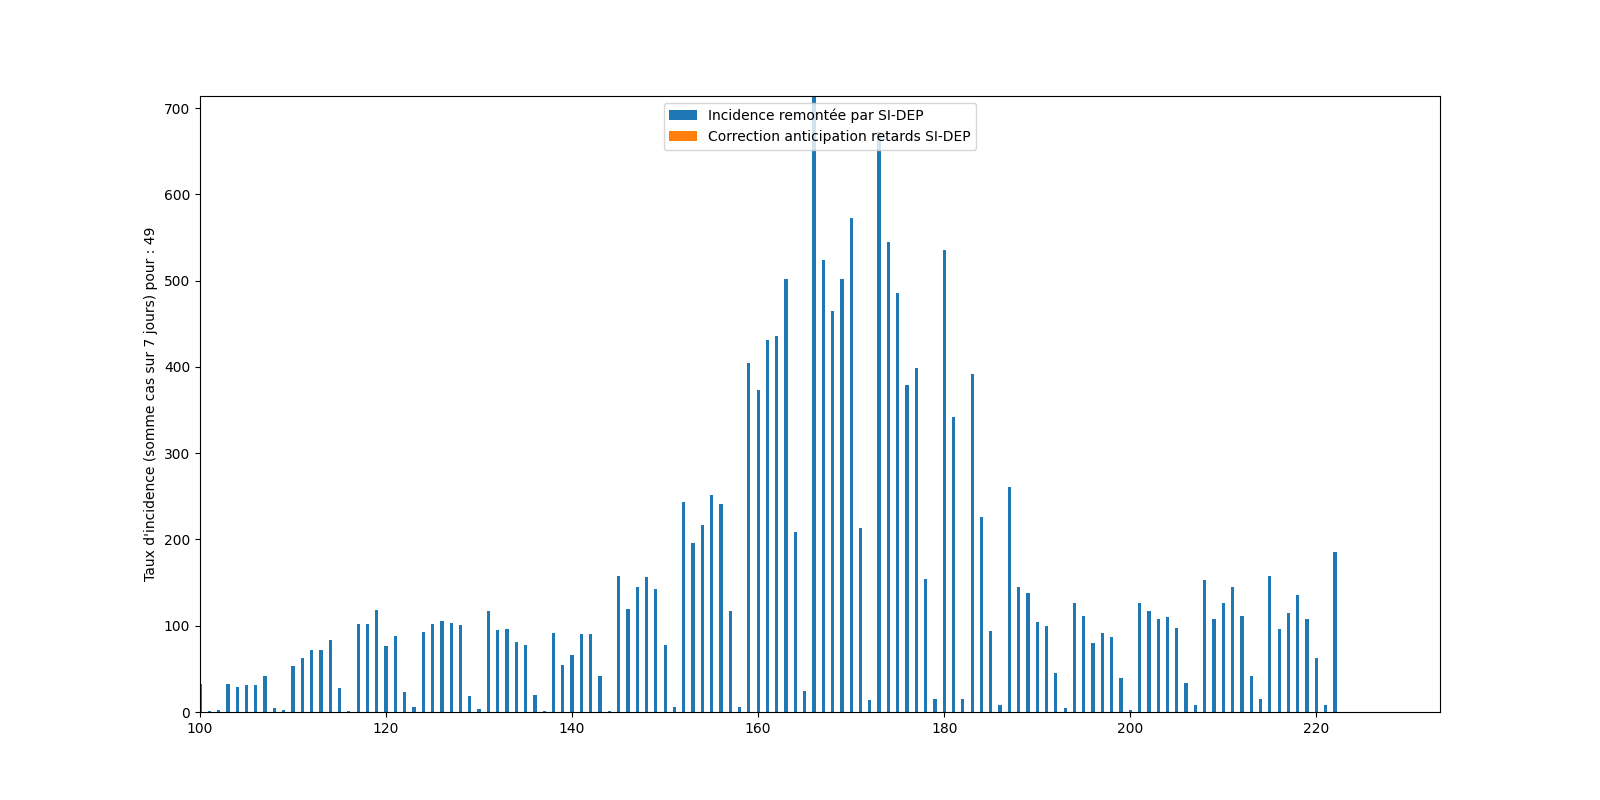 Incidence remontée par SI-DEP
Correction anticipation retards SI-DEP
Taux d'incidence (somme cas sur 7 jours) pour : 49
700
600
500
400
300
200
100
0
100 120 140 160 180 200 220